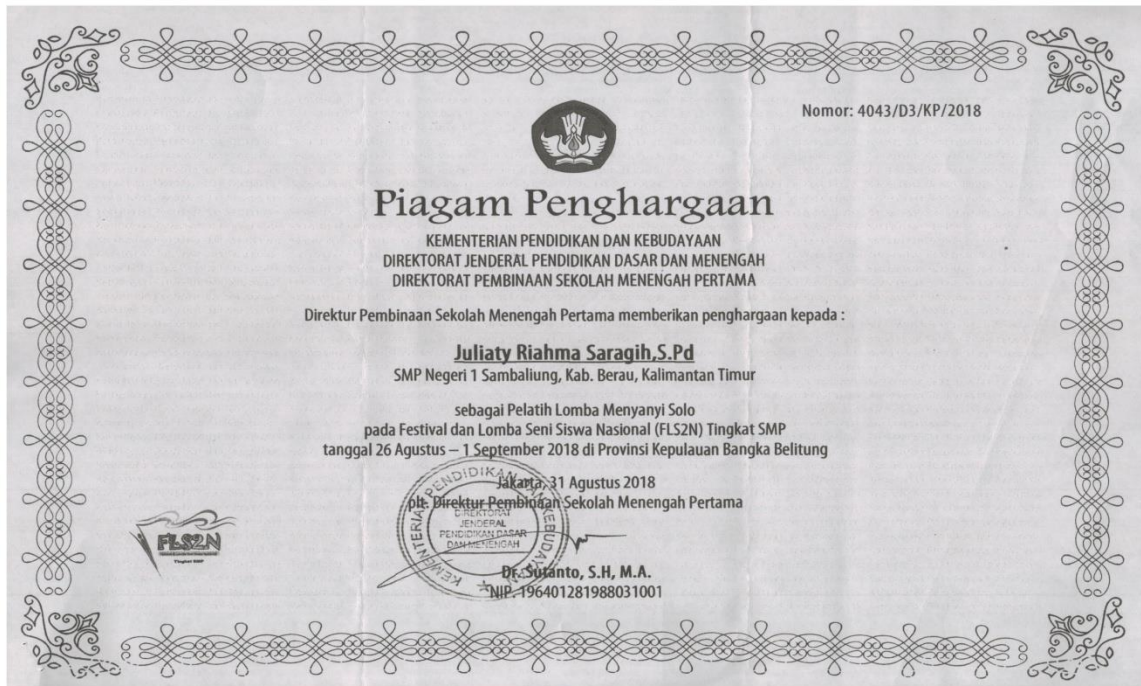 Nomor: 4043/D3/KP/2018
Piagam Penghargaan
KEMENTERIAN PENDIDIKAN DAN KEBUDAYAAN
DIREKTORAT JENDERAL PENDIDIKAN DASAR DAN MENENGAH
DIREKTORAT PEMBINAAN SEKOLAH MENENGAH PERTAMA
Direktur Pembinaan Sekolah Menengah Pertama memberikan penghargaan kepada :
Juliaty Riahma Saragih,S.Pd
SMP Negeri 1 Sambaliung, Kab. Berau, Kalimantan Timur
sebagai Pelatih Lomba Menyanyi Solo
pada Festival dan Lomba Seni Siswa Nasional (FLS2N) Tingkat SMP
tanggal 26 Agustus – 1 September 2018 di Provinsi Kepulauan Bangka Belitung
Jakarta, 31 Agustus 2018
plt. Direktur Pembinaan Sekolah Menengah Pertama
KEMENTERIAN PENDIDIKAN DAN KEBUDAYAAN
DIREKTORAT
JENDERAL
PENDIDIKAN DASAR
DAN MENENGAH
FLS2N
Tingkat SMP
Dr. Sutanto, S.H, M.A.
NIP. 196401281988031001